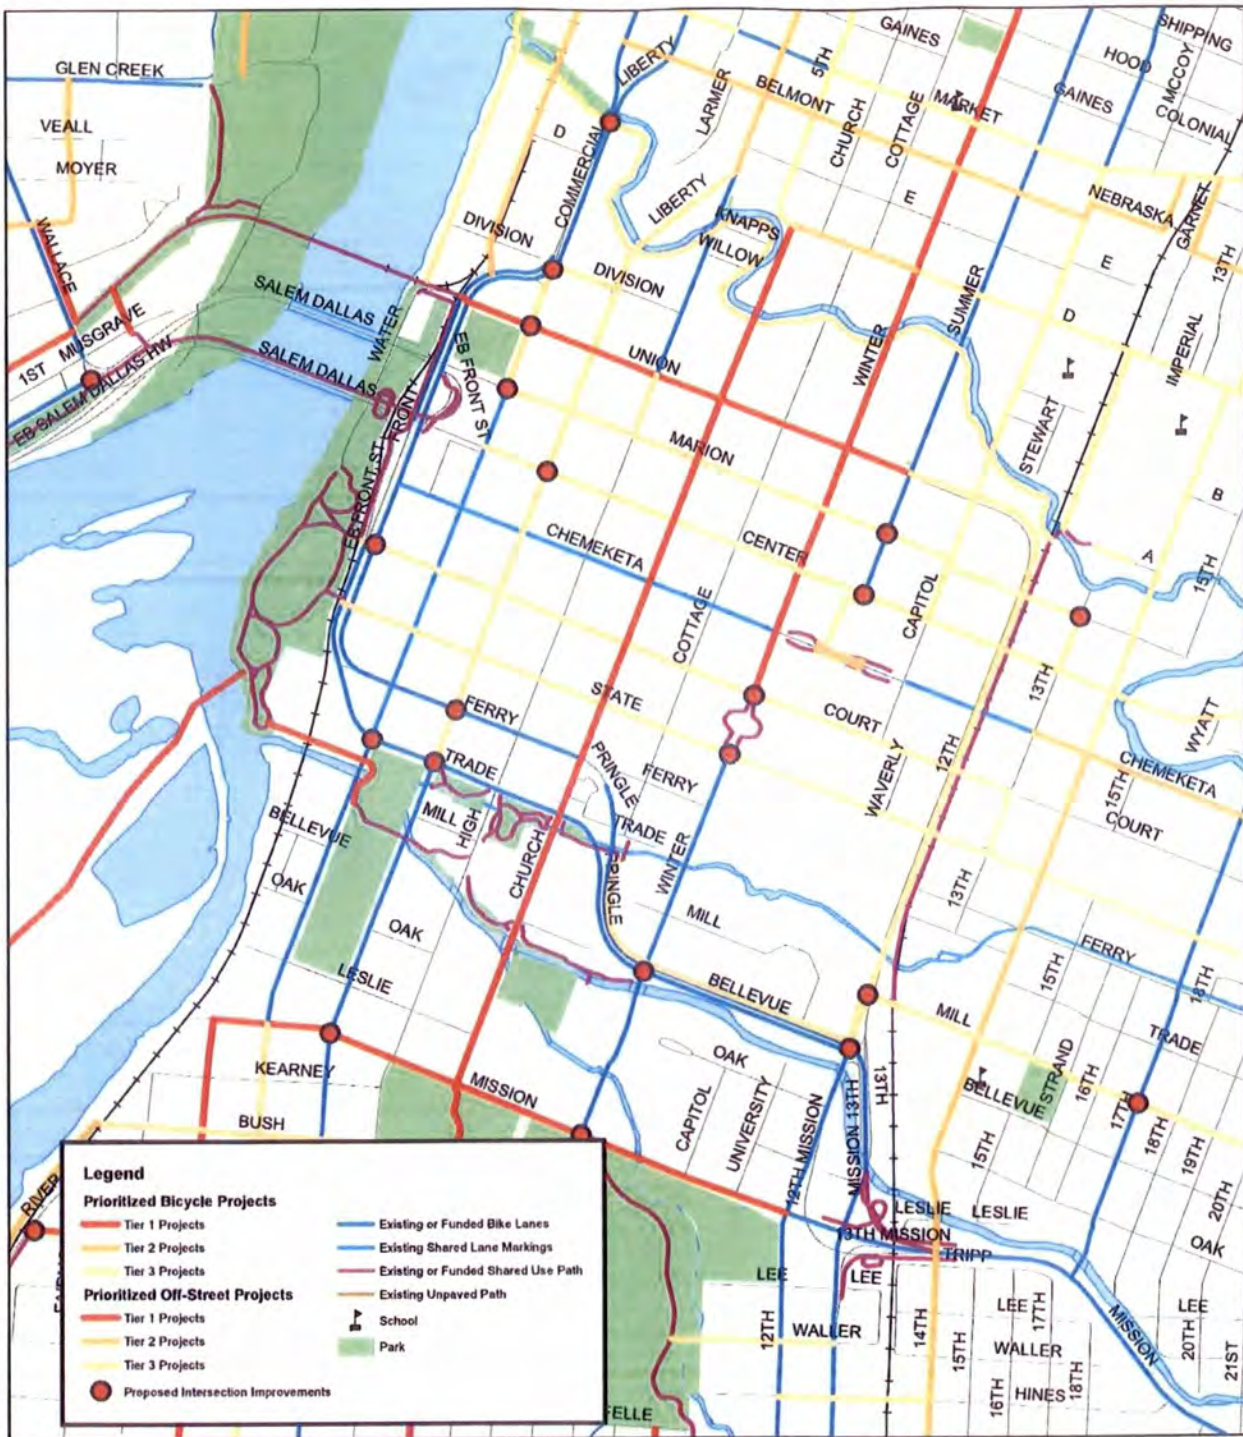 SHIPPING
GAINES
HOOD
MCCOY
GLEN CREEK
LIBERTY
5TH
LARMER
BELMONT
MARKET
GAINES
COLONIAL
VEALL
MOYER
D
COMMERCIAL
CHURCH
COTTAGE
E
NEBRASKA
GARNET
13TH
WALLACE
DIVISION
LIBERTY
KNAPPS
WILLOW
DIVISION
E
D
SALEM DALLAS
WATER
SUMMER
WINTER
IMPERIAL
MUSGRAVE
1ST
EB SALEM DALLAS HW
SALEM DALLAS
FRONT
EB FRONT ST
UNION
MARION
STEWART
B
EB FRONT ST
CHEMEKETA
CENTER
A
15TH
COTTAGE
CAPITOL
13TH
STATE
COURT
WYATT
FERRY
PRINGLE
FERRY
WAVERLY
12TH
CHEMEKETA
TRADE
15TH
COURT
BELLEVUE
MILL
HIGH
TRADE
OAK
CHURCH
PRINGLE
WINTER
13TH
OAK
MILL
FERRY
LESLIE
BELLEVUE
15TH
18TH
MILL
TRADE
KEARNEY
MISSION
OAK
13TH
STRAND
16TH
BELLEVUE
17TH
BUSH
CAPITOL
UNIVERSITY
12TH MISSION
MISSION 13TH
15TH
18TH
19TH
20TH
RIVER
LESLIE
LESLIE
13TH MISSION
TRIPP
OAK
LEE
LEE
MISSION
LEE
17TH
LEE
12TH
WALLER
14TH
15TH
WALLER
20TH
21ST
16TH
HINES
18TH
FELLE
Legend
Prioritized Bicycle Projects
Tier 1 Projects
Tier 2 Projects
Tier 3 Projects
Prioritized Off-Street Projects
Tier 1 Projects
Tier 2 Projects
Tier 3 Projects
Proposed Intersection Improvements
Existing or Funded Bike Lanes
Existing Shared Lane Markings
Existing or Funded Shared Use Path
Existing Unpaved Path
School
Park